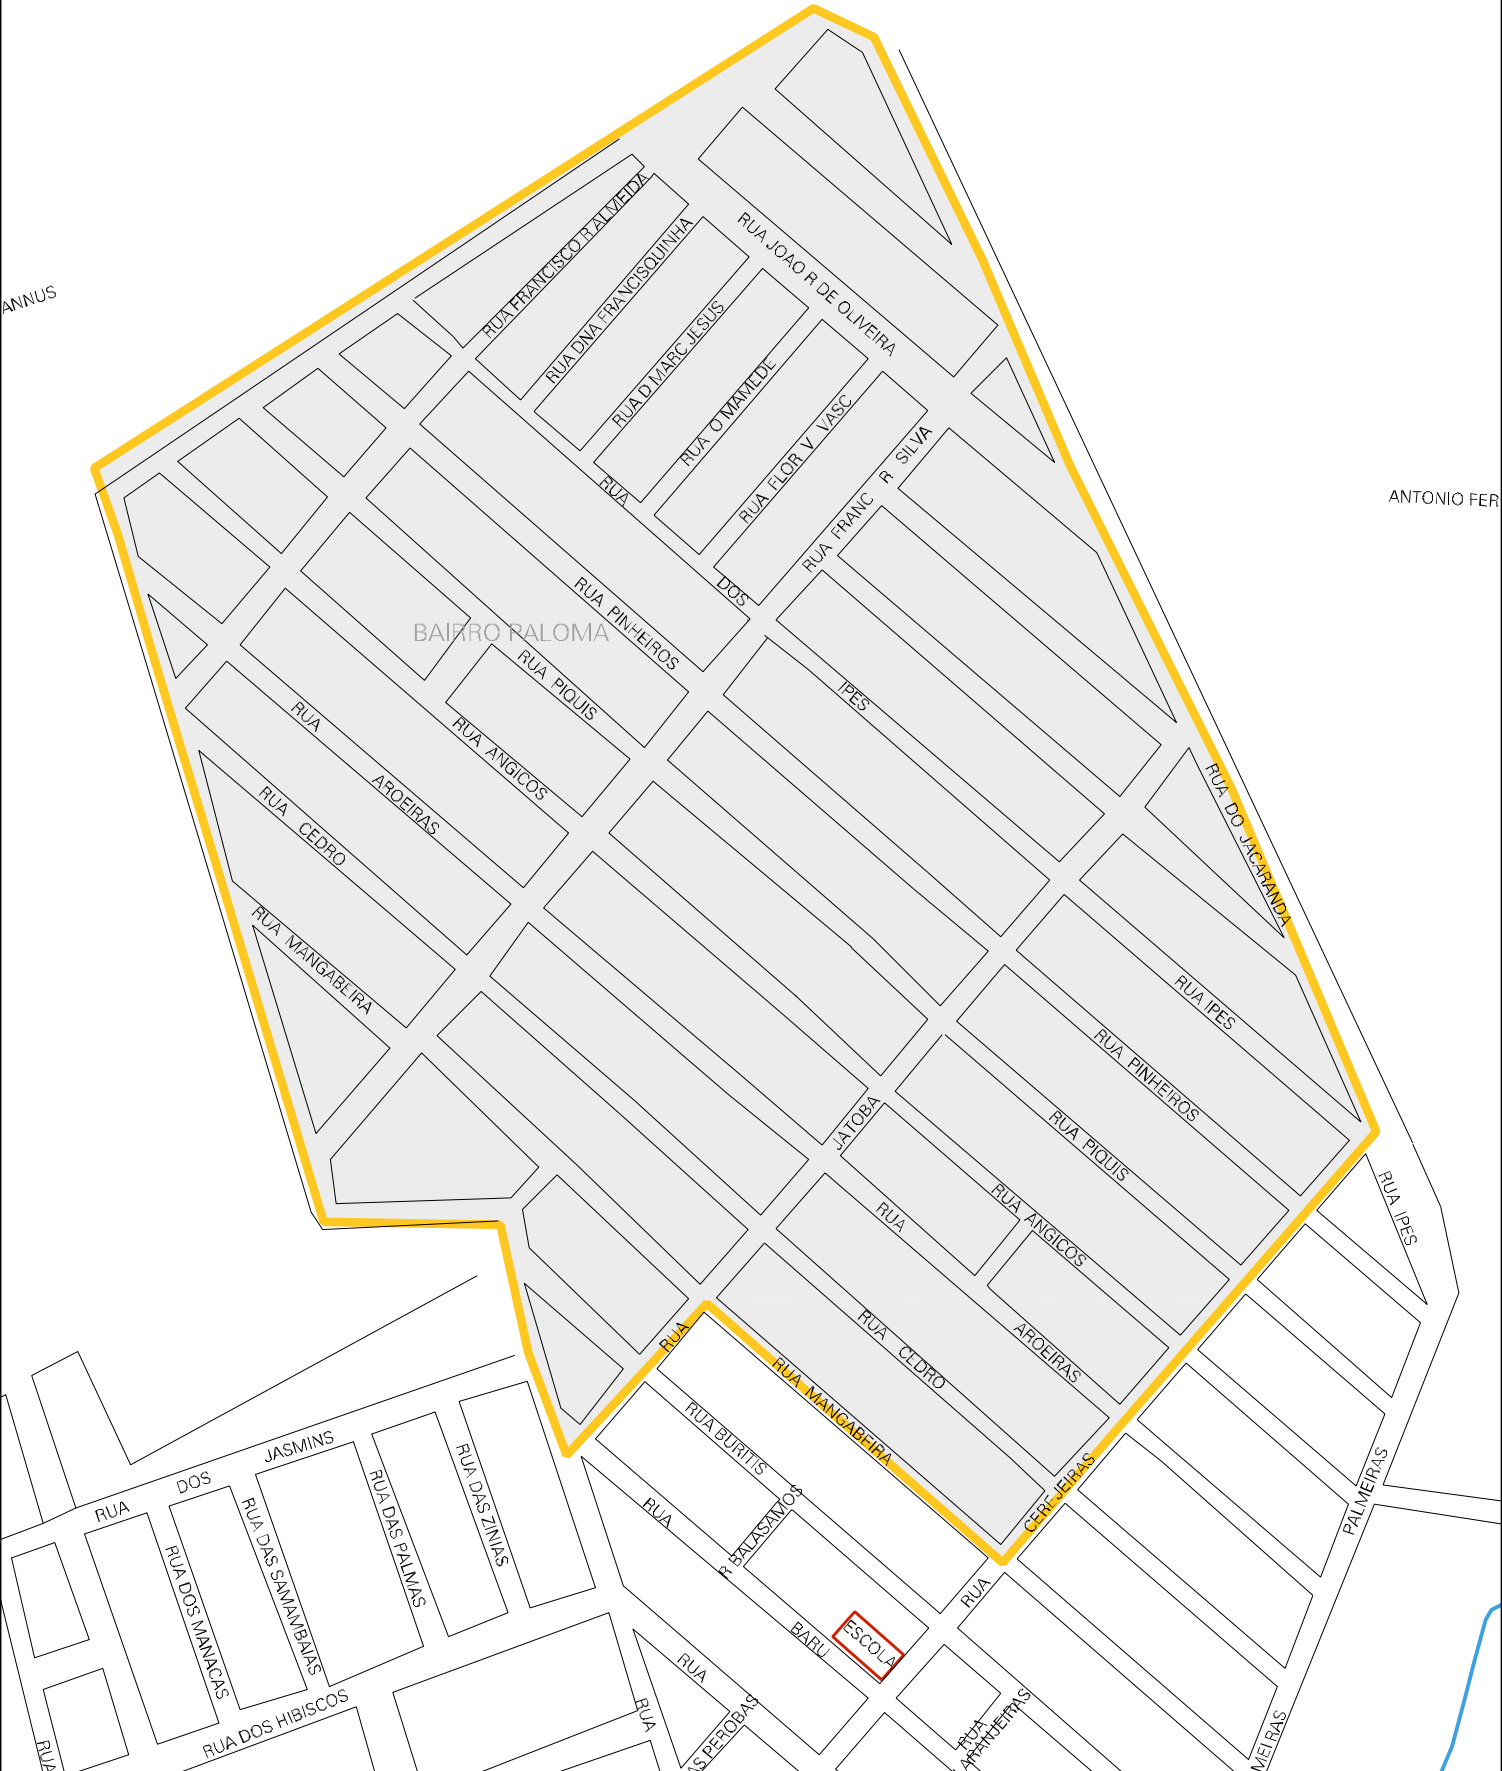 RUA FRANCISCO R ALMEIDA
RUA DNA FRANCISQUINHA
RUA JOAO R DE OLIVEIRA
ANNUS
RUA D MARC JESUS
RUA O MAMEDE
RUA FLOR V VASC
RUA FRANC R SILVA
ANTONIO FER
RUA DOS IPES
RUA PINHEIROS
BAIRRO PALOMA
RUA PIQUIS
RUA ANGICOS
RUA AROEIRAS
RUA CEDRO
RUA MANGABEIRA
RUA DO JACARANDA
RUA IPES
RUA PINHEIROS
RUA PIQUIS
RUA ANGICOS
RUA AROEIRAS
RUA CEDRO
RUA MANGABEIRA
RUA JATOBA
RUA IPES
RUA CEREJEIRAS
PALMEIRAS
RUA BURITIS
R BALSAMOS
RUA BARU
ESCOLA
RUA DOS JASMINS
RUA DAS ZINIAS
RUA DAS PALMAS
RUA DAS SAMAMBAIAS
RUA DOS MANACAS
RUA DOS HIBISCOS
RUA
RUA
RUA
AS PEROBAS
RUA
ARANJEIRAS
MEIRAS